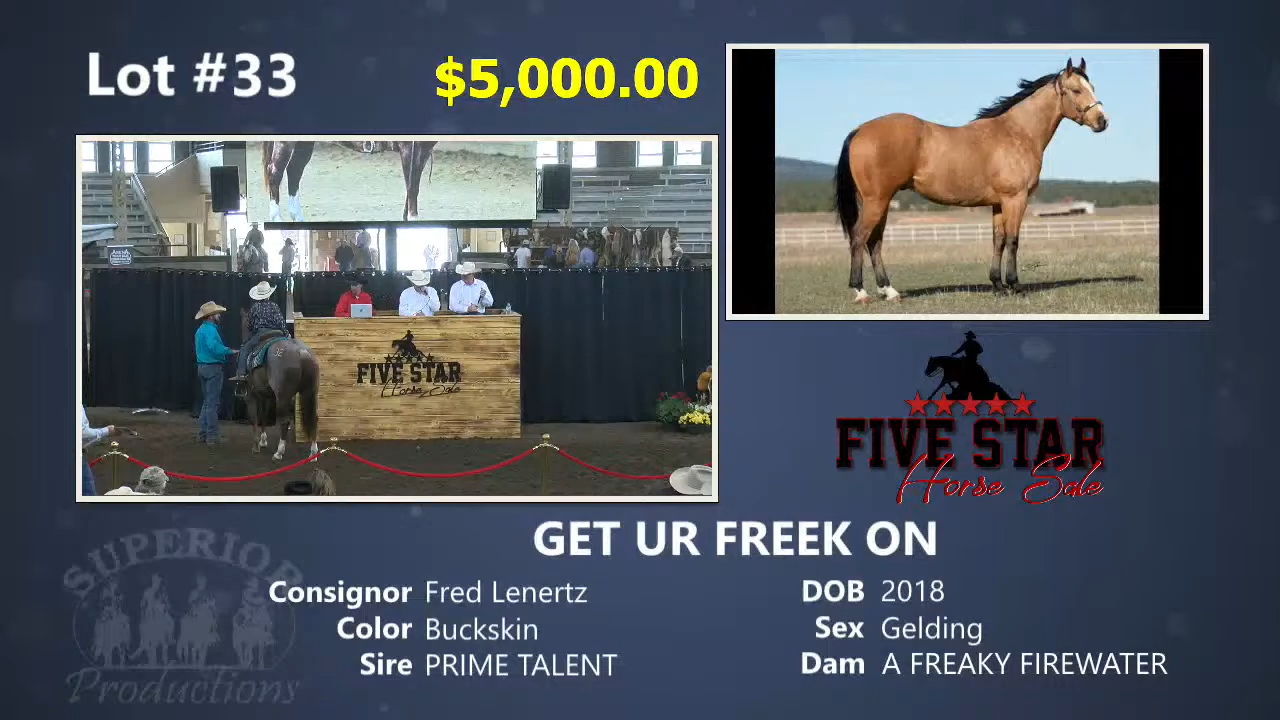 Lot #33
$5,000.00
FIVE STAR
Horse Sale
FIVE STAR
Horse Sale
GET UR FREEK ON
Consignor Fred Lenertz
Color Buckskin
Sire PRIME TALENT
DOB 2018
Sex Gelding
Dam A FREAKY FIREWATER
SUPERIOR
Productions